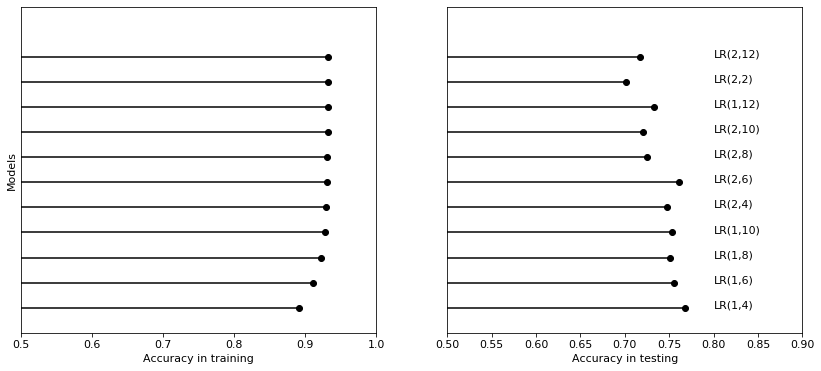 Models
0.5 0.6 0.7 0.8 0.9 1.0
Accuracy in training
LR(2,12)
LR(2,2)
LR(1,12)
LR(2,10)
LR(2,8)
LR(2,6)
LR(2,4)
LR(1,10)
LR(1,8)
LR(1,6)
LR(1,4)
0.50 0.55 0.60 0.65 0.70 0.75 0.80 0.85 0.90
Accuracy in testing